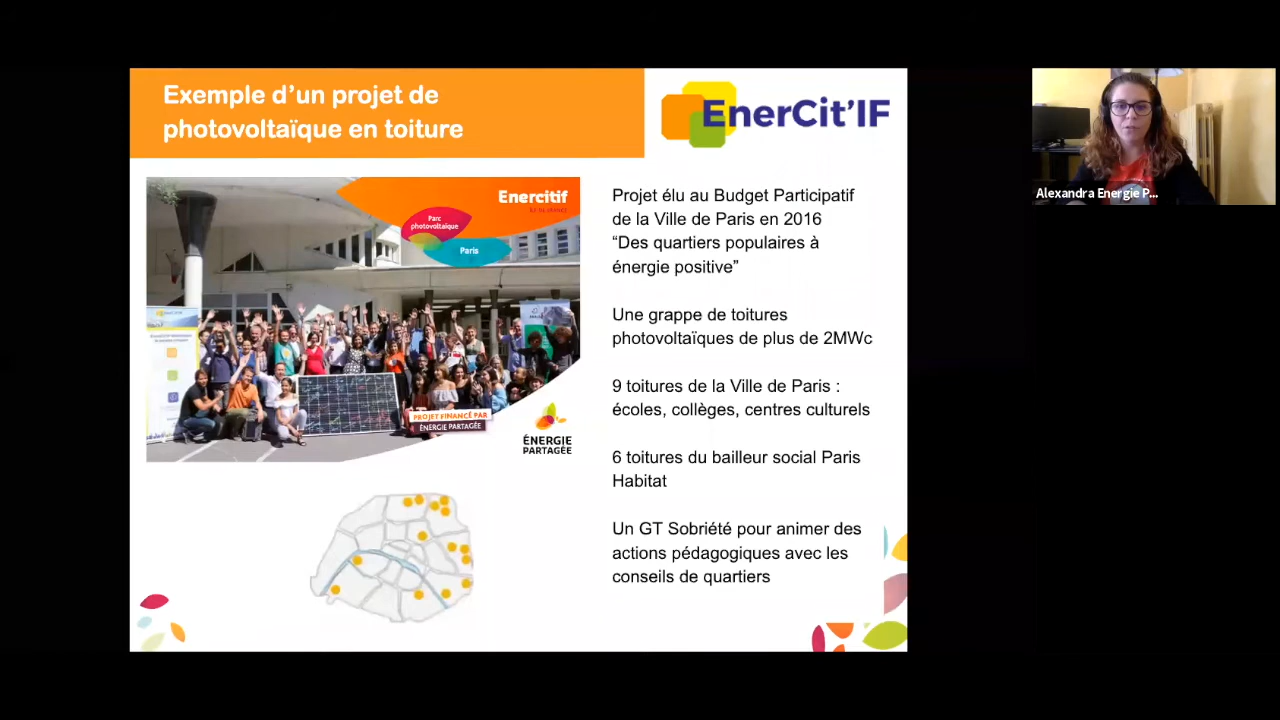 Exemple d’un projet de
photovoltaïque en toiture
EnerCit'IF
Enercitif
Parc
photovoltaïque
Paris
PROJET FINANCÉ PAR
ÉNERGIE PARTAGÉE
ÉNERGIE
PARTAGÉE
Projet élu au Budget Participatif
de la Ville de Paris en 2016
“Des quartiers populaires à
énergie positive”
Une grappe de toitures
photovoltaïques de plus de 2MWc
9 toitures de la Ville de Paris :
écoles, collèges, centres culturels
6 toitures du bailleur social Paris
Habitat
Un GT Sobriété pour animer des
actions pédagogiques avec les
conseils de quartiers
Alexandra Energie P...